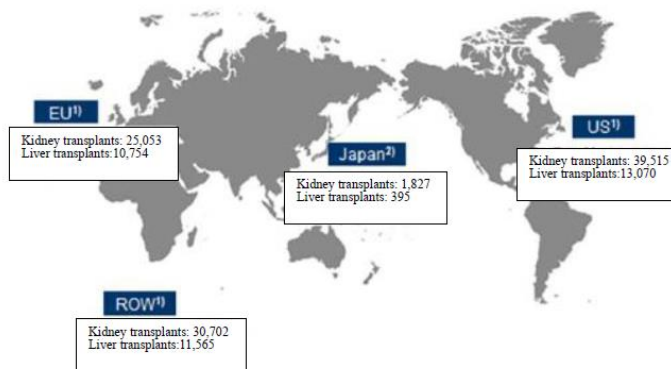 EU¹⁾
Kidney transplants: 25,053
Liver transplants:10,754
Japan²⁾
Kidney transplants: 1,827
Liver transplants: 395
US¹⁾
Kidney transplants: 39,515
Liver transplants:13,070
ROW¹⁾
Kidney transplants: 30,702
Liver transplants:11,565